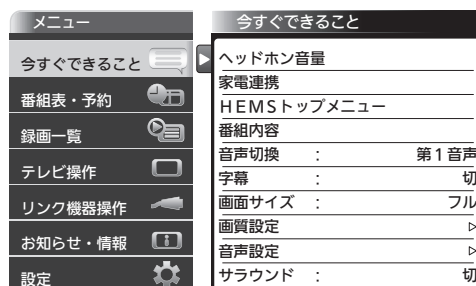 メニュー
今すぐできること
番組表・予約
録画一覧
テレビ操作
リンク機器操作
お知らせ・情報
設定
今すぐできること
ヘッドホン音量
家電連携
ＨＥＭＳトップメニュー
番組内容
音声切換 : 第１音声
字幕 : 切
画面サイズ : フル
画質設定
音声設定
サラウンド : 切